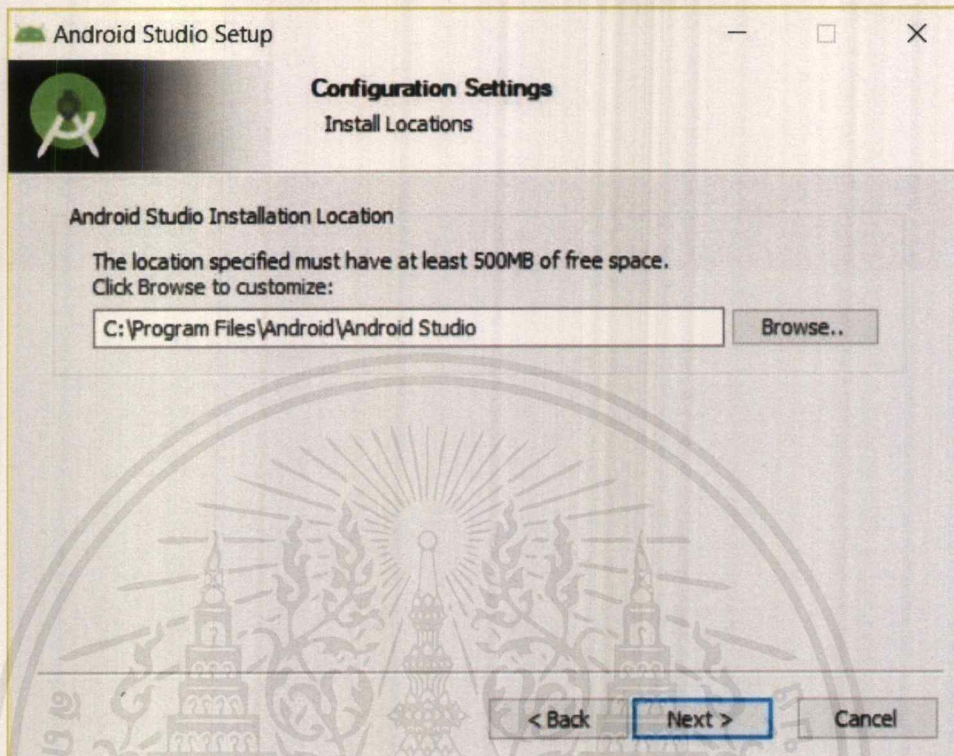 Android Studio Setup
Configuration Settings
Install Locations
Android Studio Installation Location
The location specified must have at least 500MB of free space.
Click Browse to customize:
C:\Program Files\Android\Android Studio
Browse..
< Back
Next >
Cancel